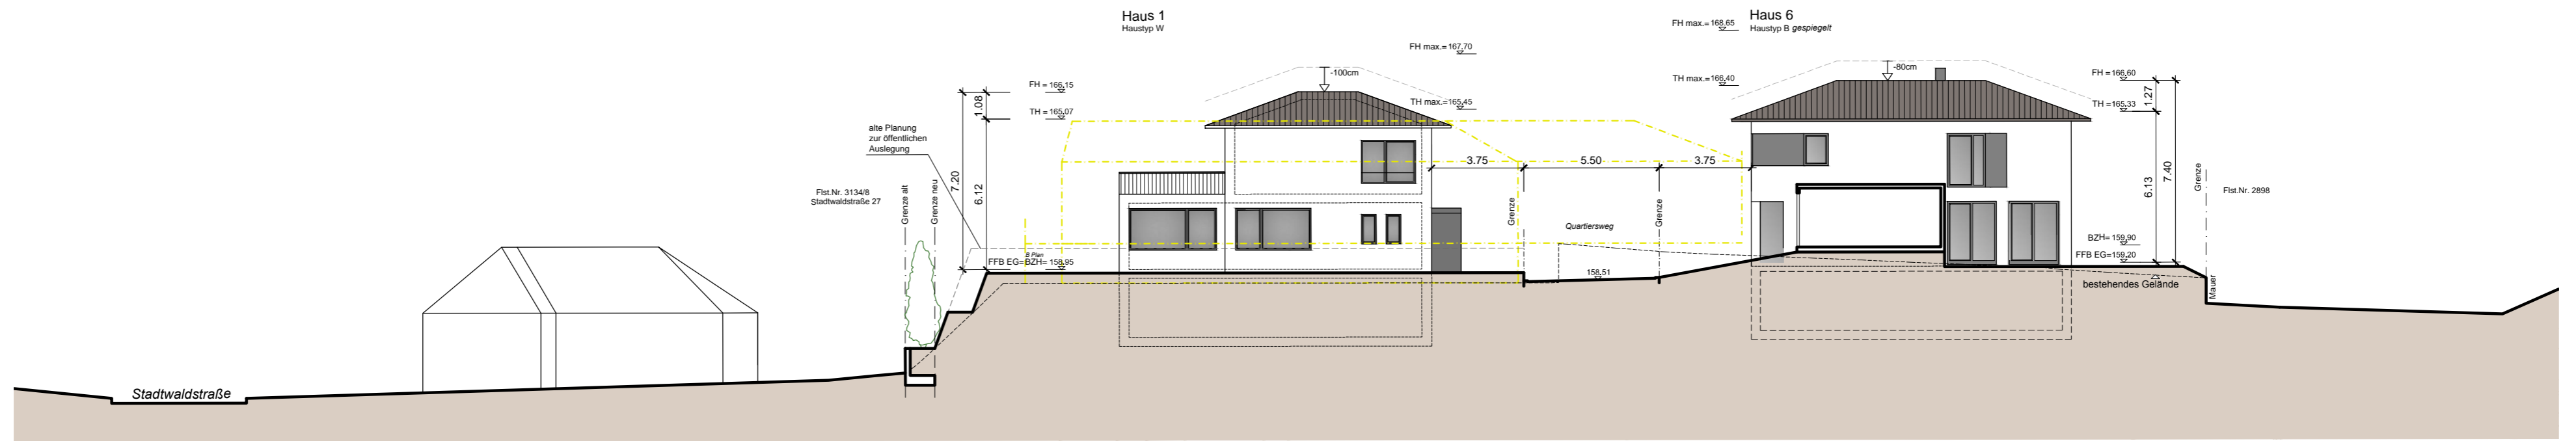 Haus 1
Haustyp W
FH max.= 168,65
Haus 6
Haustyp B gespiegelt
FH max.= 167,70
-100cm
TH max.= 166,40
-80cm
FH = 166,15
TH = 165,07
1.08
TH max.= 165,45
FH = 166,60
TH = 165,33
1.27
alte Planung
zur öffentlichen
Auslegung
7.20
6.12
3.75
5.50
3.75
6.13
7.40
Grenze
Flst.Nr. 3134/8
Stadtwaldstraße 27
Grenze alt
Grenze neu
Flst.Nr. 2898
Grenze
Quartiersweg
Grenze
B Plan
FFB EG=BZH= 158,95
158,51
BZH= 159,90
FFB EG=159,20
bestehendes Gelände
Mauer
Stadtwaldstraße